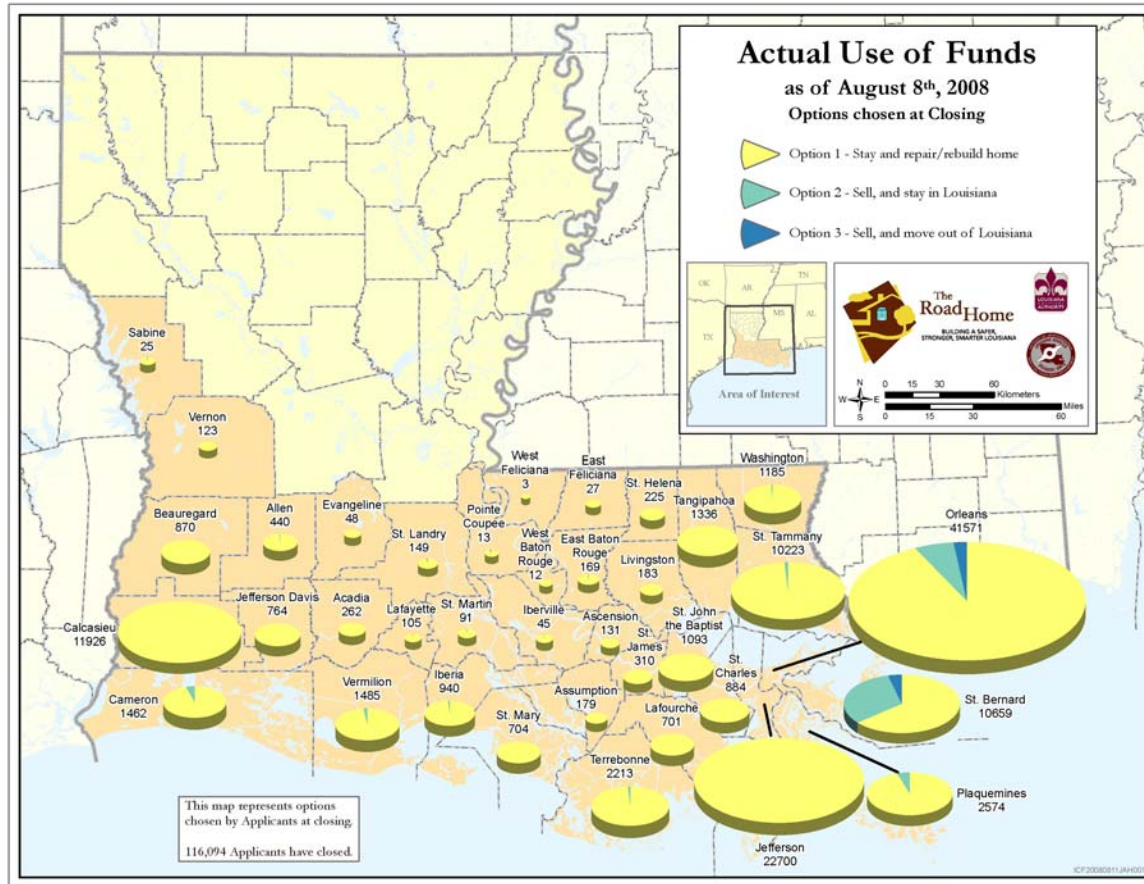 Actual Use of Funds
as of August 8th, 2008
Options chosen at Closing
Option 1 - Stay and repair/rebuild home
Option 2 - Sell, and stay in Louisiana
Option 3 - Sell, and move out of Louisiana
OK
AR
TN
TX
MS
AL
Area of Interest
The
Road Home
BUILDING A SAFER,
STRONGER, SMARTER LOUISIANA
LOUISIANA
AUTHORITY
N
W E
S
0 15 30 60
Kilometers
Miles
0 15 30 60
Sabine
25
Vernon
123
Beauregard
870
Allen
440
Evangeline
48
St. Landry
149
Pointe
Coupée
13
West
Feliciana
3
East
Feliciana
27
St. Helena
225
Tangipahoa
1336
Washington
1185
St. Tammany
10223
Orleans
41571
West
Baton
Rouge
12
East Baton
Rouge
169
Livingston
183
Calcasieu
11926
Jefferson Davis
764
Acadia
262
Lafayette
105
St. Martin
91
Iberville
45
Ascension
131
St.
James
310
St. John
the Baptist
1093
St.
Charles
884
Cameron
1462
Vermilion
1485
Iberia
940
St. Mary
704
Assumption
179
Lafourche
701
Terrebonne
2213
St. Bernard
10659
Plaquemines
2574
Jefferson
22700
This map represents options
chosen by Applicants at closing.
116,094 Applicants have closed.